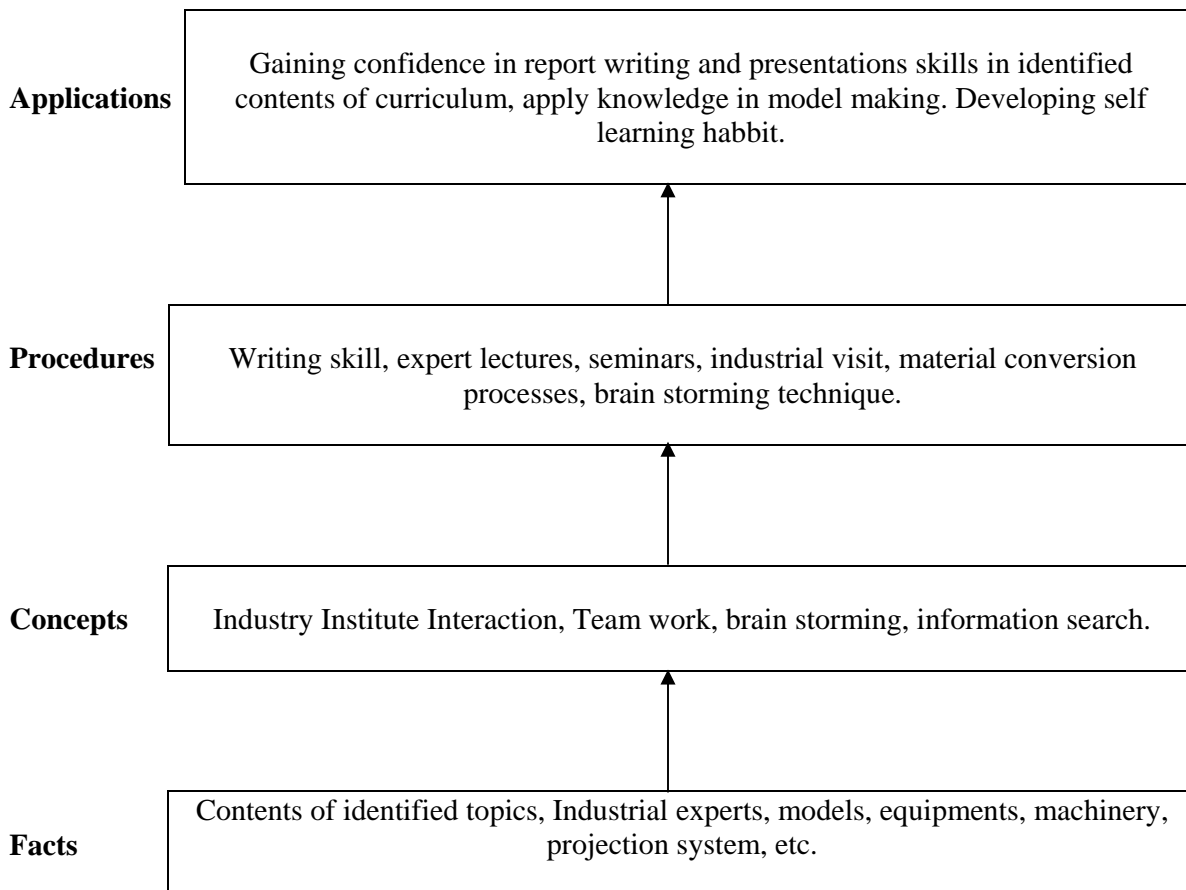 Gaining confidence in report writing and presentations skills in identified
Applications contents of curriculum, apply knowledge in model making. Developing self
learning habbit.
Procedures Writing skill, expert lectures, seminars, industrial visit, material conversion
processes, brain storming technique.
Concepts Industry Institute Interaction, Team work, brain storming, information search.
Contents of identified topics, Industrial experts, models, equipments, machinery,
Facts projection system, etc.